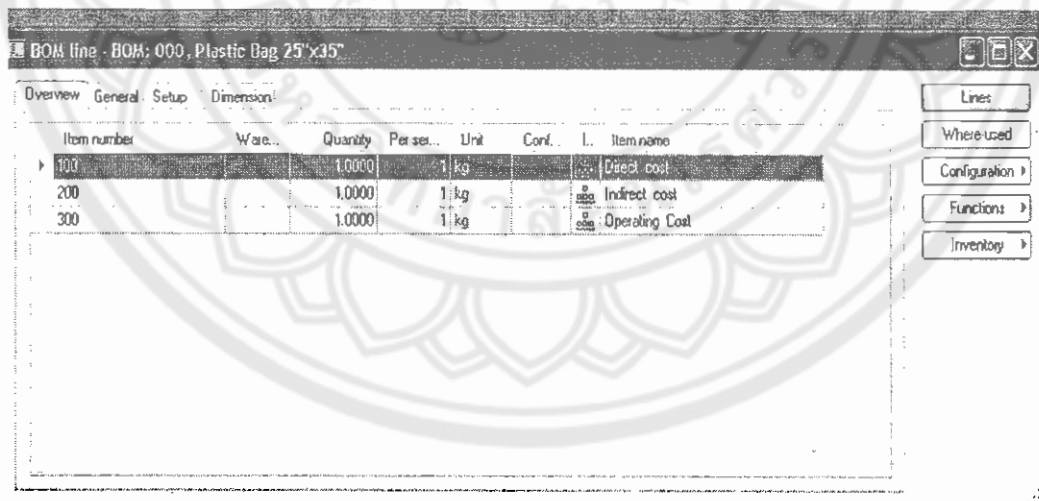 BOM line - BOM: 000, Plastic Bag 25"x35"
Overview General Setup Dimension
Item number Ware... Quantity Per ser... Unit Conf... I.. Item name
100 1.0000 1 kg Direct cost
200 1.0000 1 kg Indirect cost
300 1.0000 1 kg Operating Cost
Lines
Where-used
Configuration
Functions
Inventory